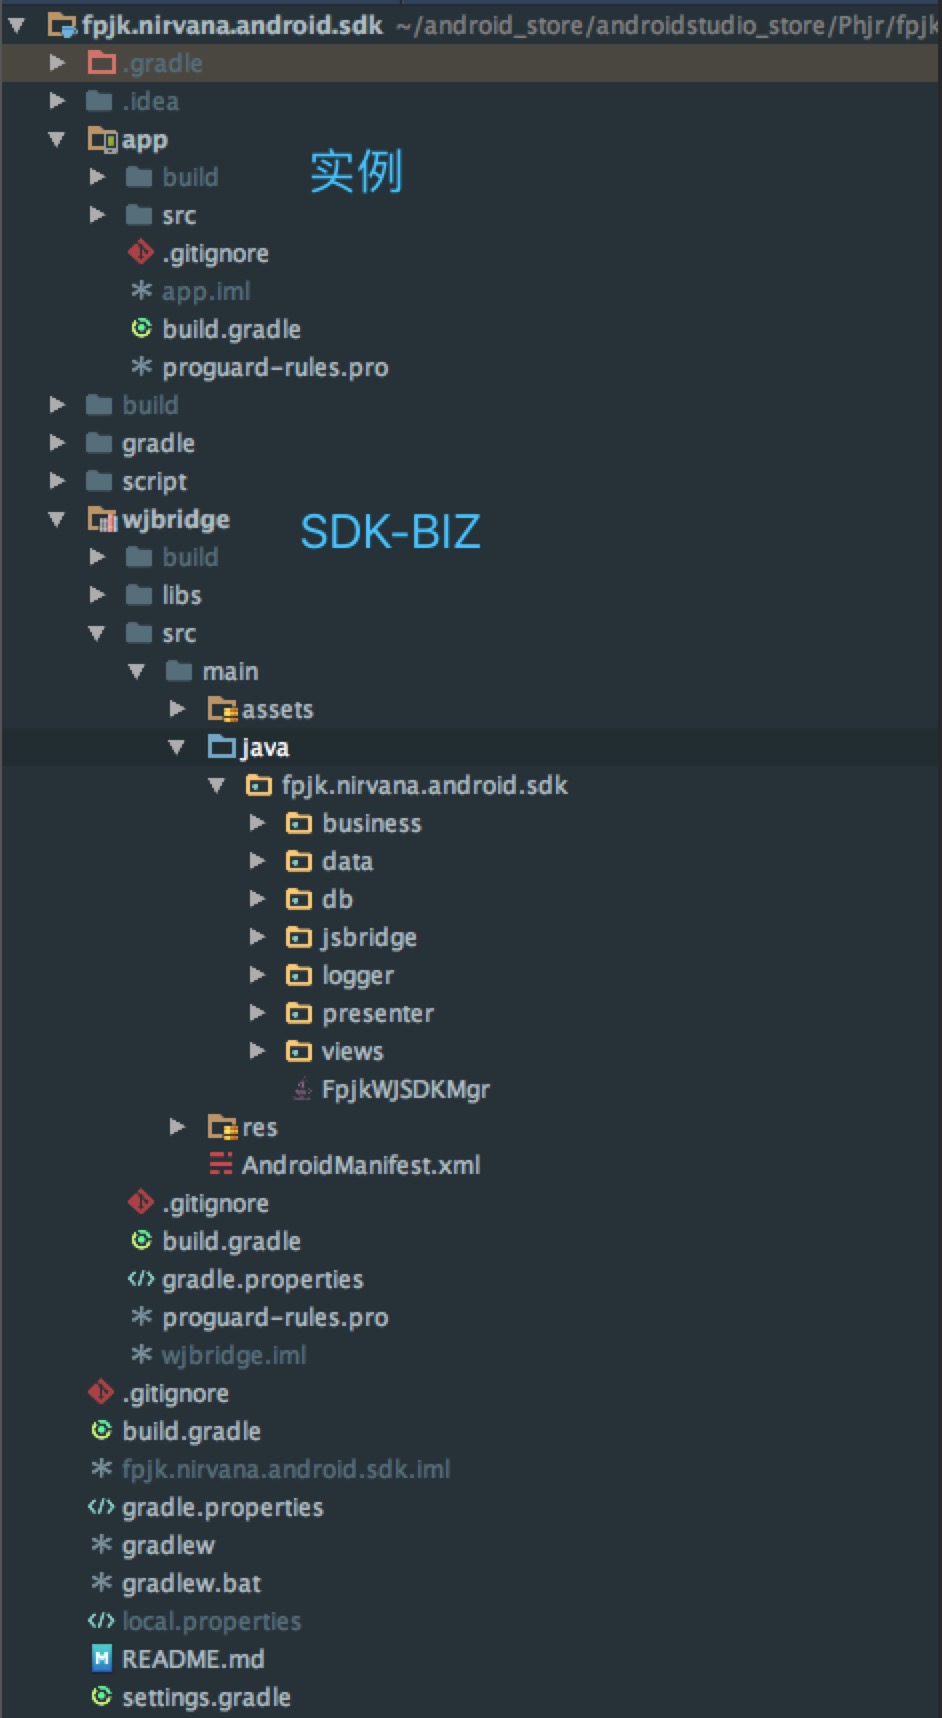 fpjk.nirvana.android.sdk ~/android_store/androidstudio_store/Phjr/fpjk
.gradle
.idea
app
实例
build
src
.gitignore
app.iml
build.gradle
proguard-rules.pro
build
gradle
script
wjbridge
SDK-BIZ
build
libs
src
main
assets
java
fpjk.nirvana.android.sdk
business
data
db
jsbridge
logger
presenter
views
FpjkWJSDKMgr
res
AndroidManifest.xml
.gitignore
build.gradle
gradle.properties
proguard-rules.pro
wjbridge.iml
.gitignore
build.gradle
fpjk.nirvana.android.sdk.iml
gradle.properties
gradlew
gradlew.bat
local.properties
README.md
settings.gradle